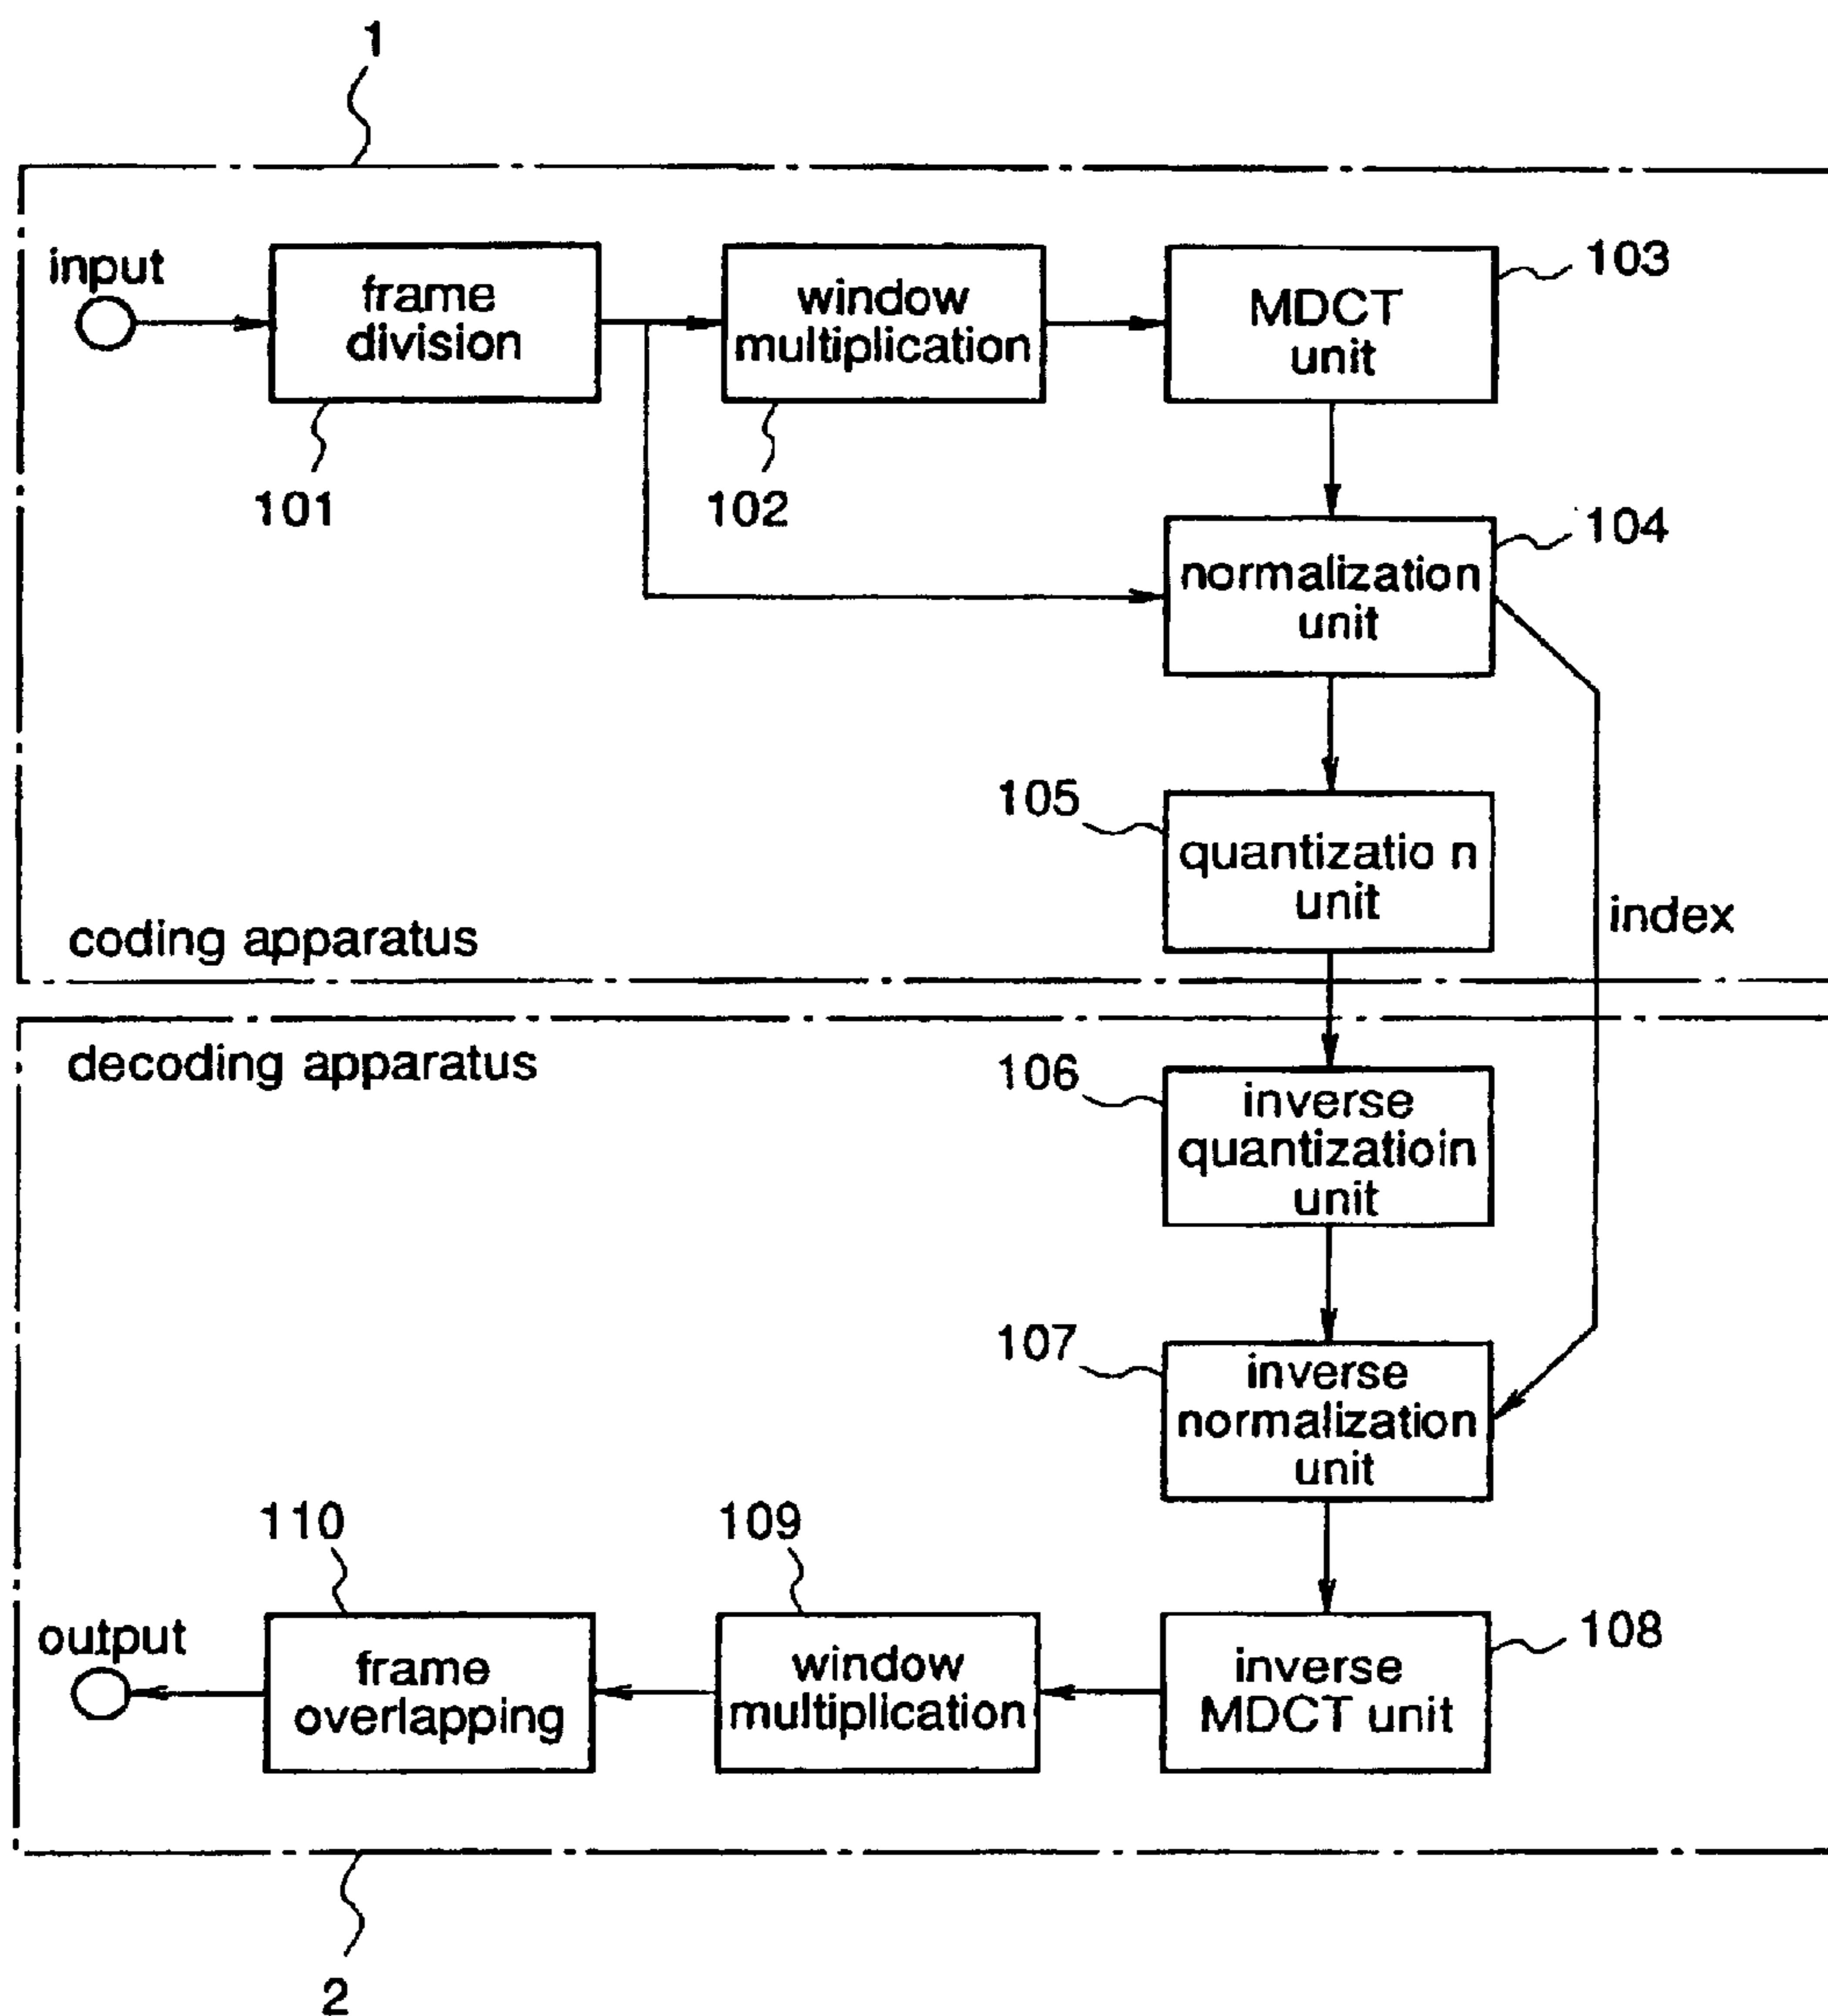 1
input
frame
division
window
multiplication
MDCT
unit
103
101
102
104
normalization
unit
105
quantizatio n
unit
index
coding apparatus
decoding apparatus
106
inverse
quantizatioin
unit
107
inverse
normalization
unit
110
109
108
output
frame
overlapping
window
multiplication
inverse
MDCT unit
2